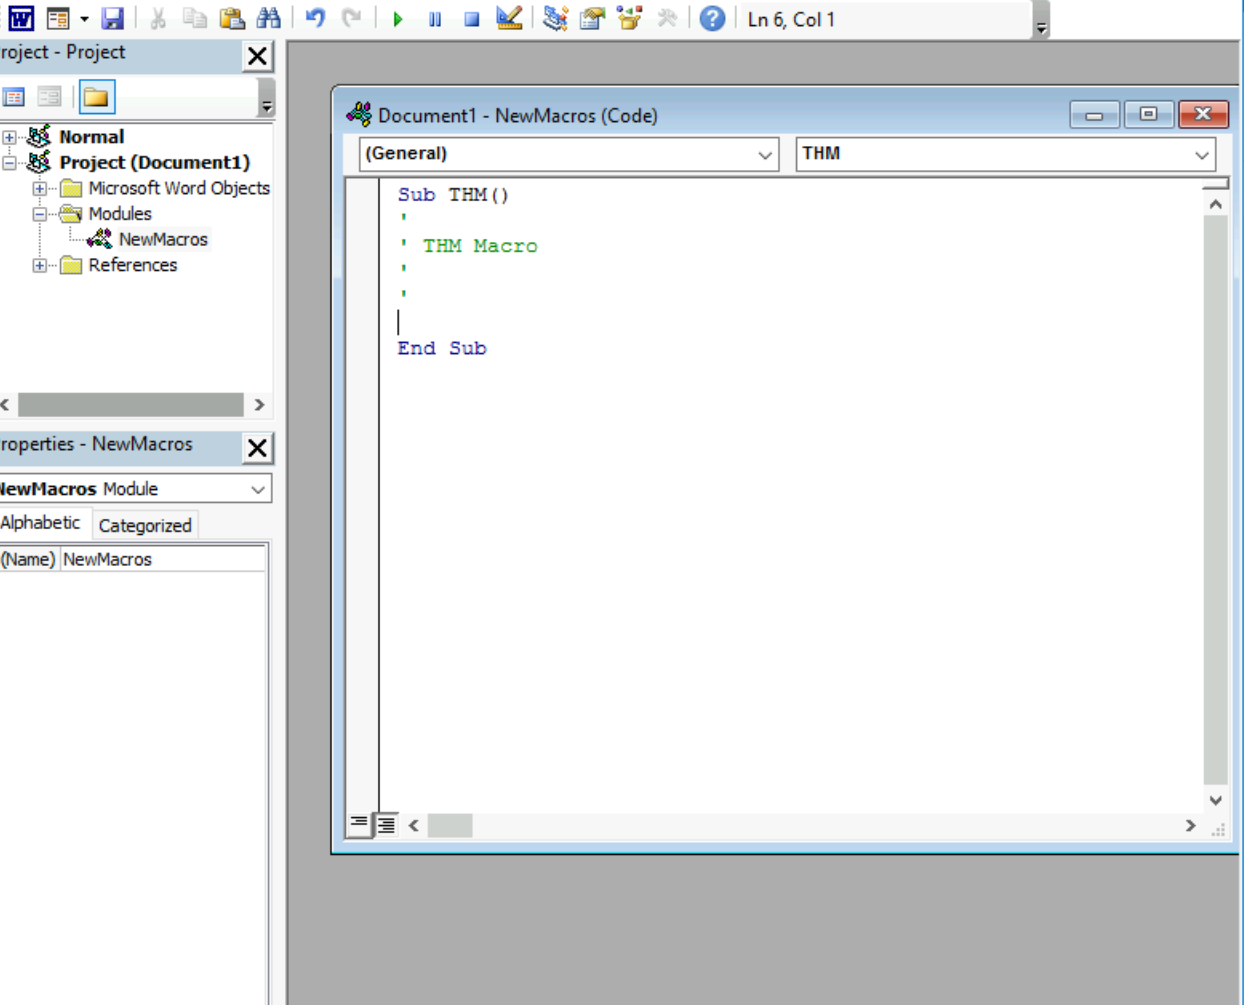 Ln 6, Col 1
roject - Project
Normal
Project (Document1)
Microsoft Word Objects
Modules
NewMacros
References
roperties - NewMacros
NewMacros Module
Alphabetic Categorized
(Name) NewMacros
Document1 - NewMacros (Code)
(General) THM
Sub THM()
'
' THM Macro
'
'
End Sub